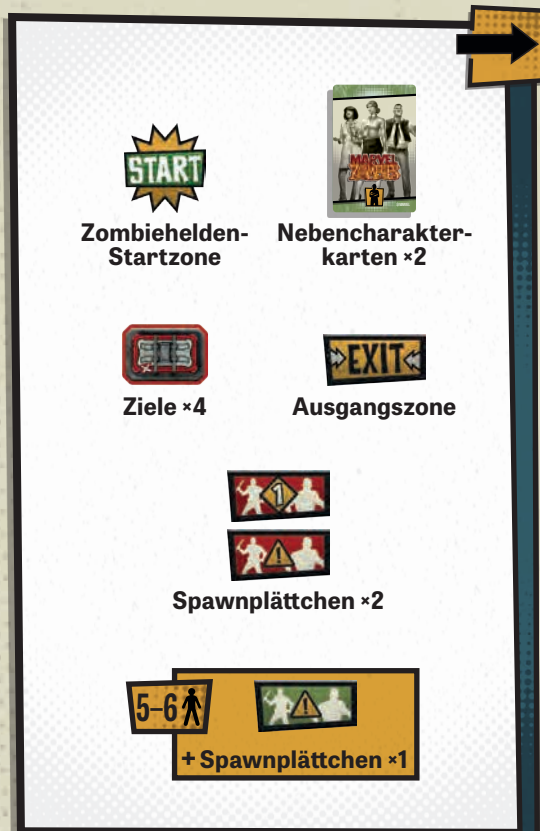 START
MARVEL
ZOMBIES
Zombiehelden-
Startzone
Nebencharakter-
karten ×2
EXIT
Ziele ×4
Ausgangszone
1
!
Spawnplättchen ×2
5–6
!
+ Spawnplättchen ×1